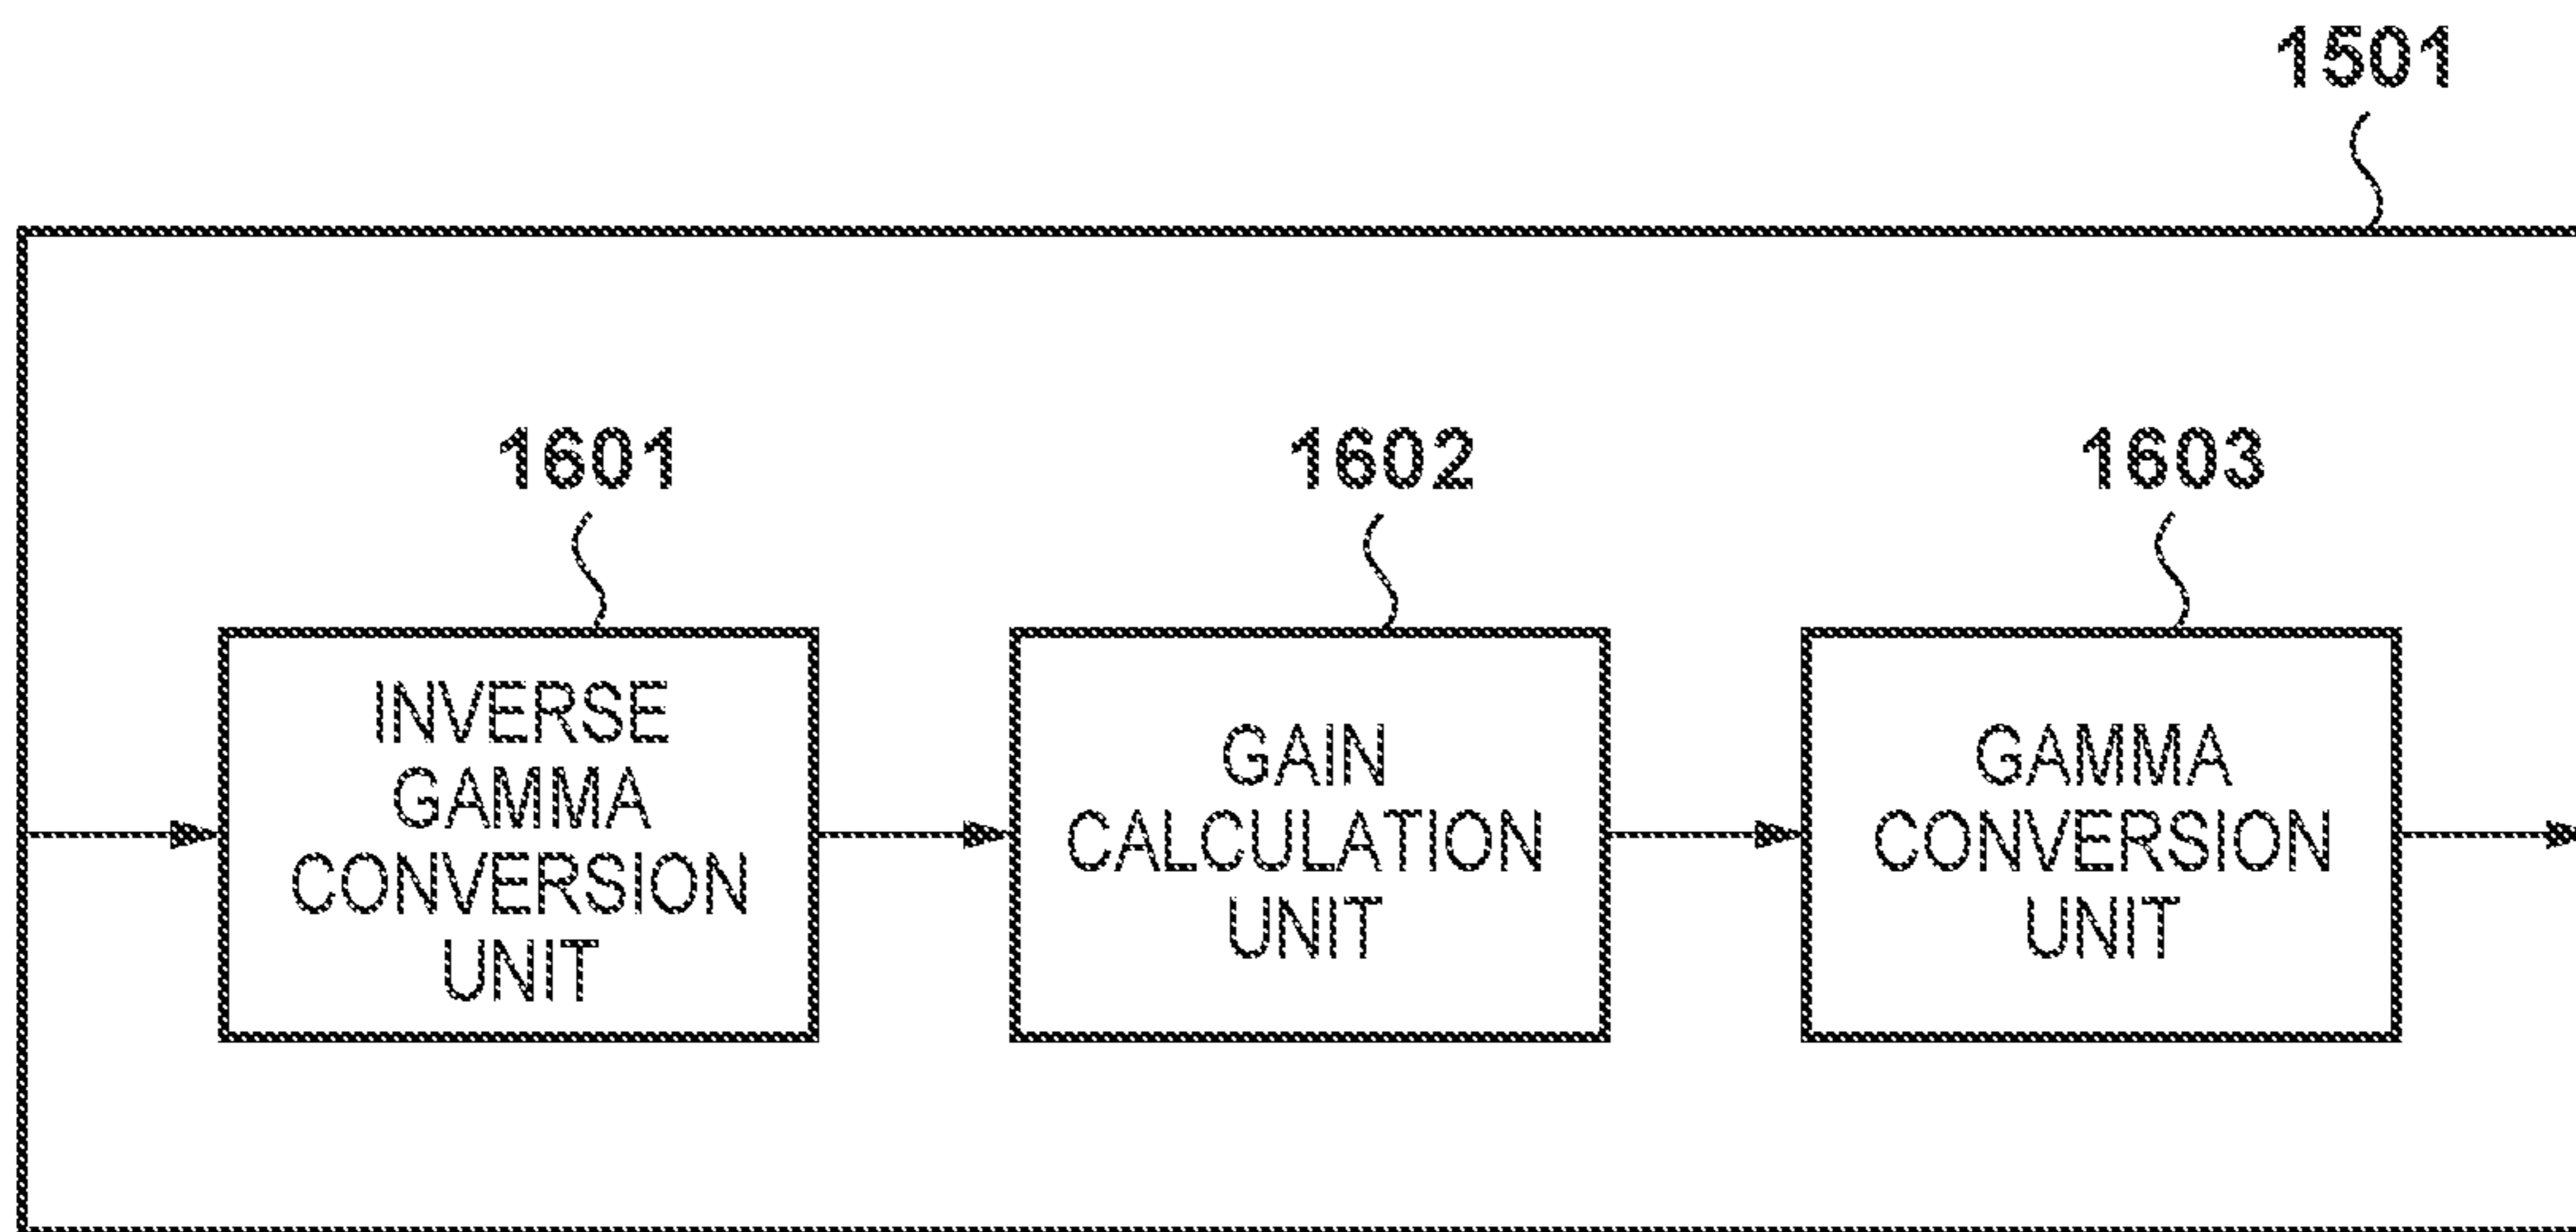 1501
1601
1602
1603
INVERSE
GAMMA
CONVERSION
UNIT
GAIN
CALCULATION
UNIT
GAMMA
CONVERSION
UNIT